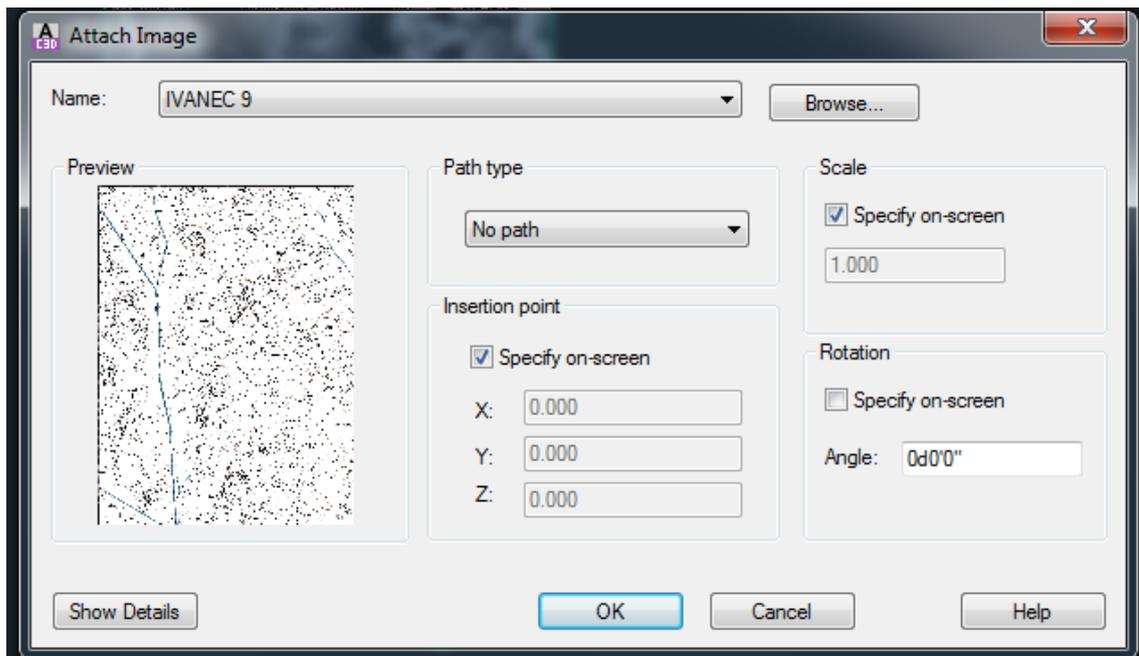 A
C3D
Attach Image
Name:
IVANEC 9
Browse...
Preview
Path type
No path
Scale
Specify on-screen
1.000
Insertion point
Specify on-screen
X:
0.000
Y:
0.000
Z:
0.000
Rotation
Specify on-screen
Angle:
0d0'0"
Show Details
OK
Cancel
Help